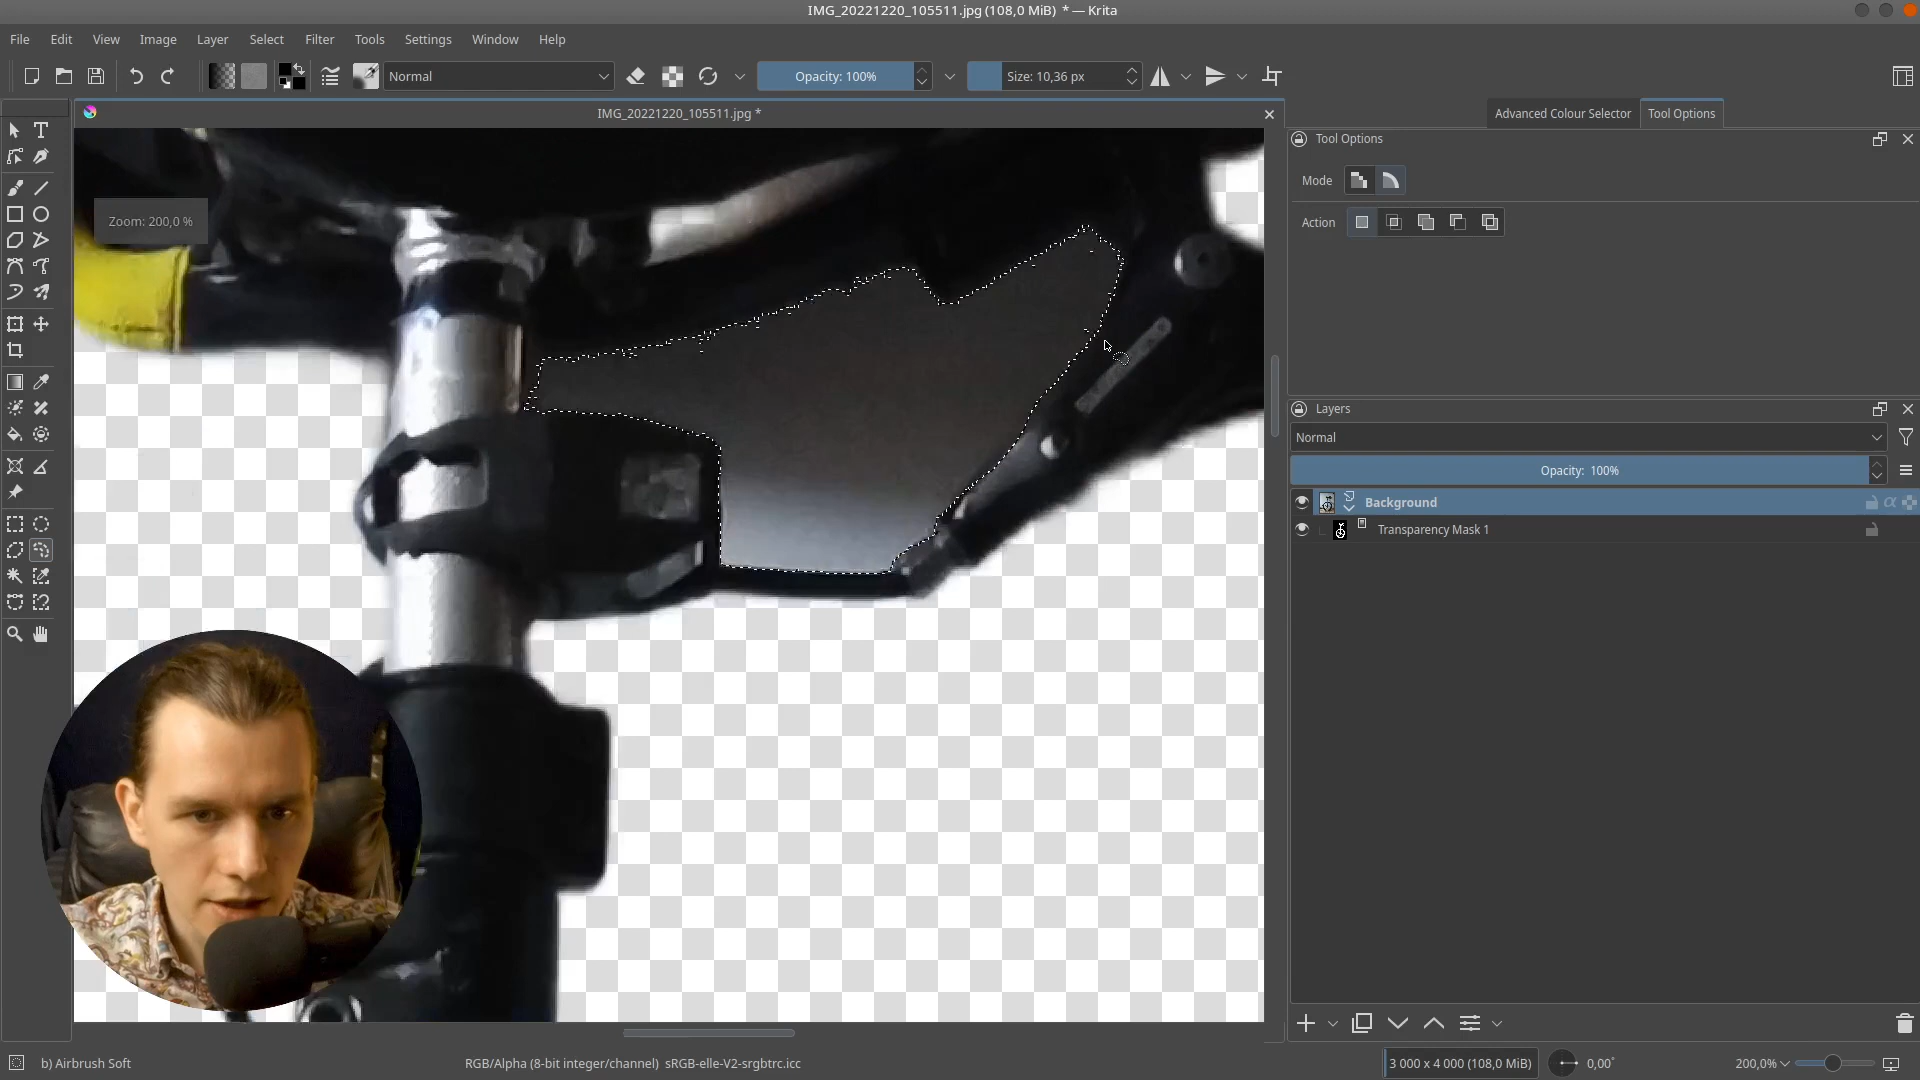 IMG_20221220_105511.jpg (108,0 MiB) * — Krita
File Edit View Image Layer Select Filter Tools Settings Window Help
Normal Opacity: 100% Size: 10,36 px
IMG_20221220_105511.jpg *
Advanced Colour Selector Tool Options
Tool Options
Mode
Action
Zoom: 200,0 %
Layers
Normal
Opacity: 100%
Background
Transparency Mask 1
b) Airbrush Soft
RGB/Alpha (8-bit integer/channel) sRGB-elle-V2-srgbtrc.icc
3 000 x 4 000 (108,0 MiB)
0,00°
200,0%